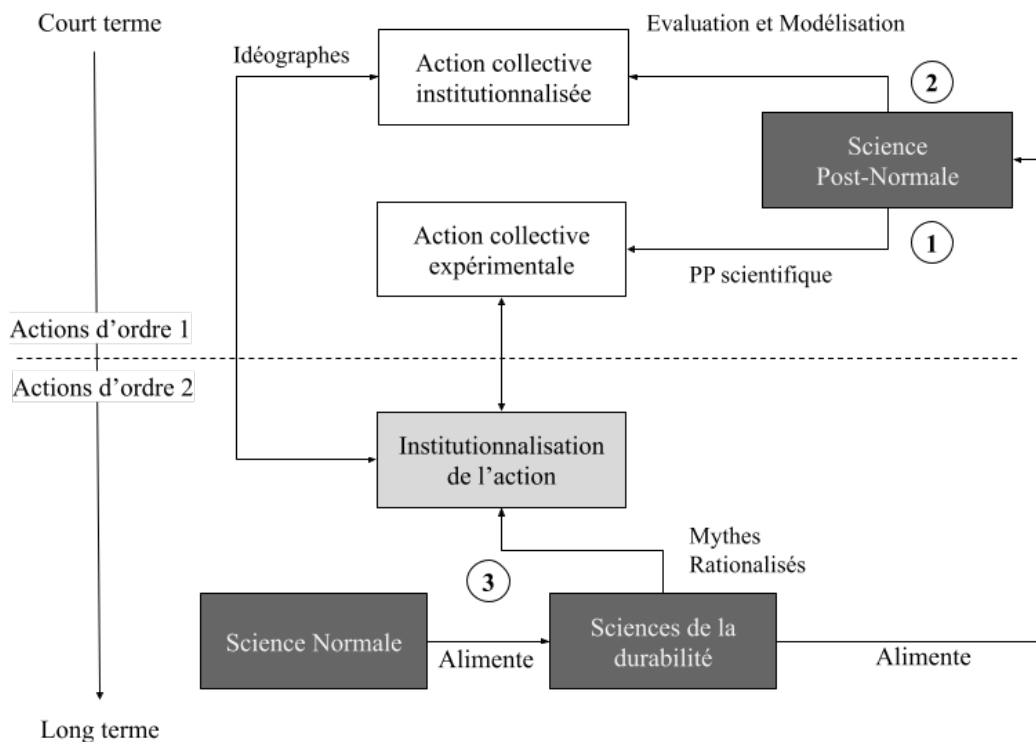 Court terme
Evaluation et Modélisation
Idéographes
Action collective
institutionnalisée
2
Science
Post-Normale
Action collective
expérimentale
1
PP scientifique
Actions d’ordre 1
Actions d’ordre 2
Institutionnalisation
de l’action
Mythes
Rationalisés
3
Science Normale
Alimente
Sciences de la
durabilité
Alimente
Long terme